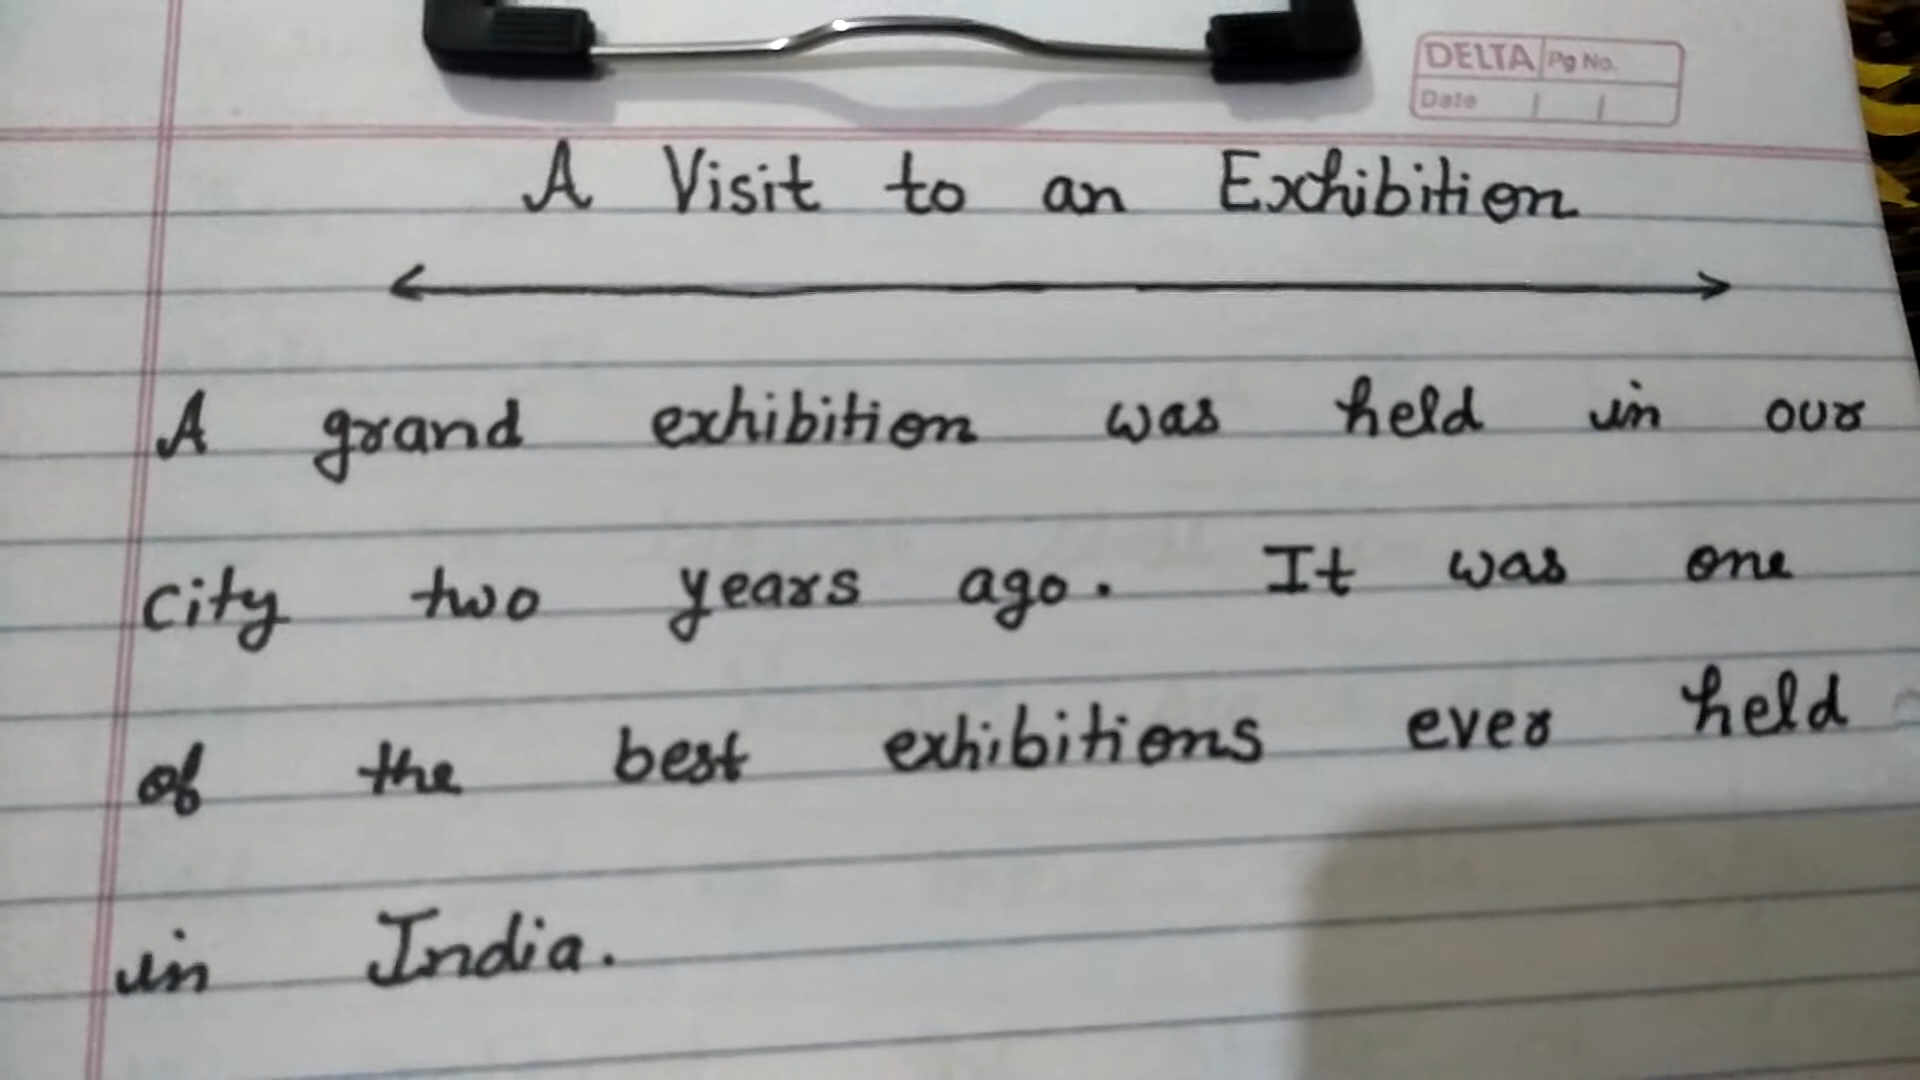 DELTA Pg No.
Date
A Visit to an Exhibition
A grand exhibition was held in our
city two years ago. It was one
of the best exhibitions ever held
in India.